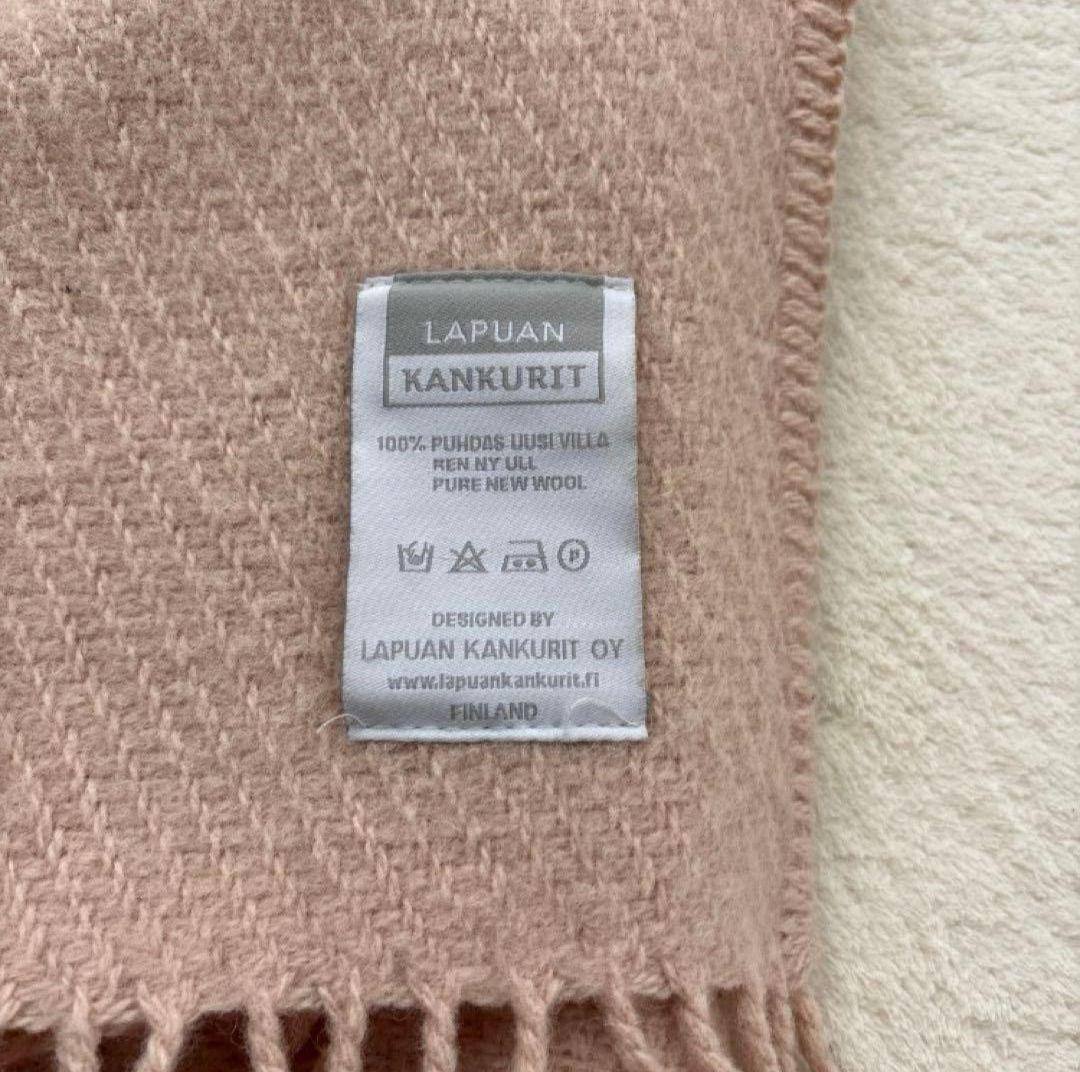 LAPUAN
KANKURIT
100% PUHDAS UUSI VILLA
REN NY ULL
PURE NEW WOOL
P
DESIGNED BY
LAPUAN KANKURIT OY
www.lapuankankurit.fi
FINLAND